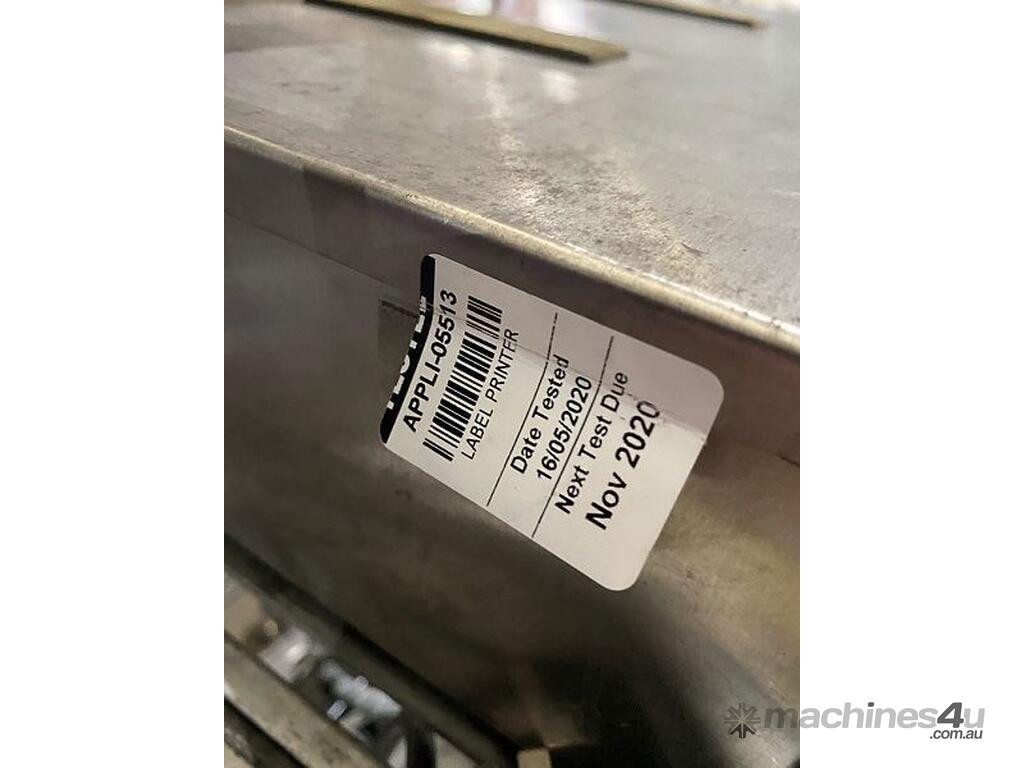 APPLI-05513
LABEL PRINTER
Date Tested
16/05/2020
Next Test Due
Nov 2020
machines4u
.com.au